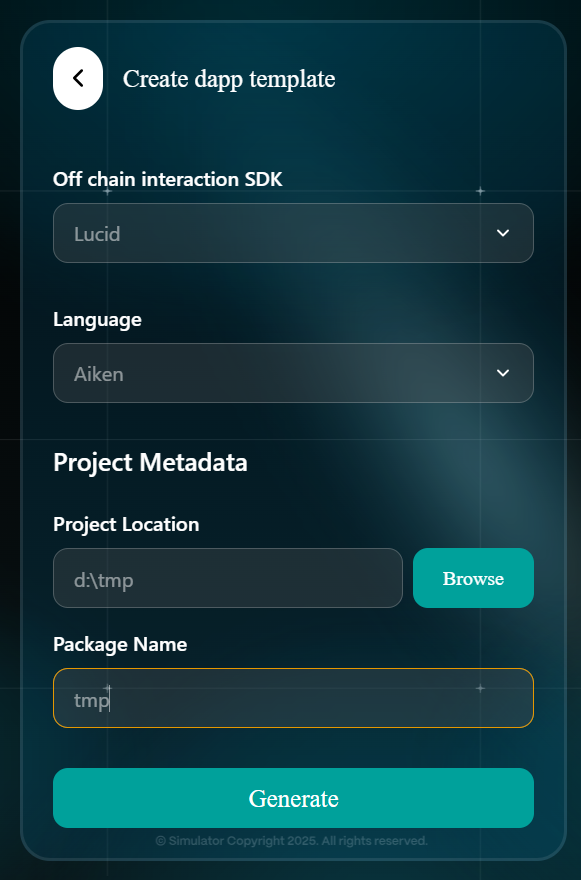 Create dapp template
Off chain interaction SDK
Lucid
Language
Aiken
Project Metadata
Project Location
d:\tmp
Browse
Package Name
tmp
Generate
© Simulator Copyright 2025. All rights reserved.